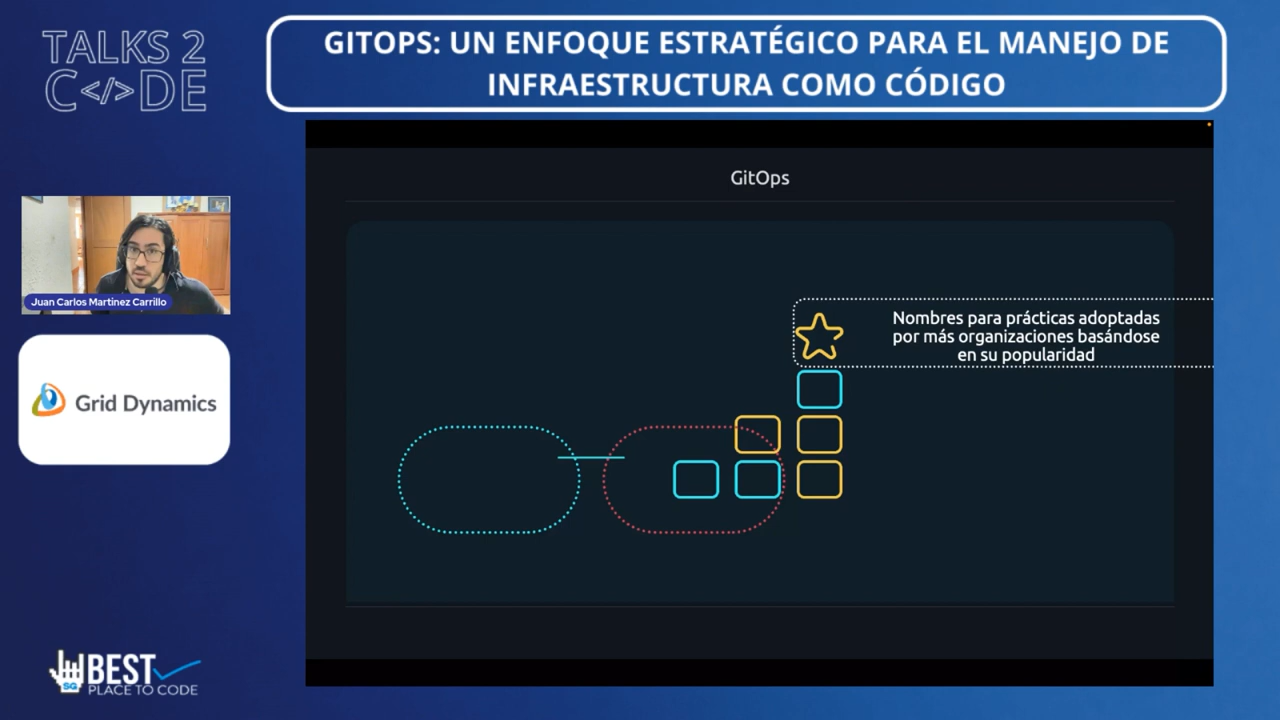 TALKS 2
C</>DE
GITOPS: UN ENFOQUE ESTRATÉGICO PARA EL MANEJO DE
INFRAESTRUCTURA COMO CÓDIGO
GitOps
Nombres para prácticas adoptadas
por más organizaciones basándose
en su popularidad
Juan Carlos Martinez Carrillo
Grid Dynamics
SG
BEST
PLACE TO CODE